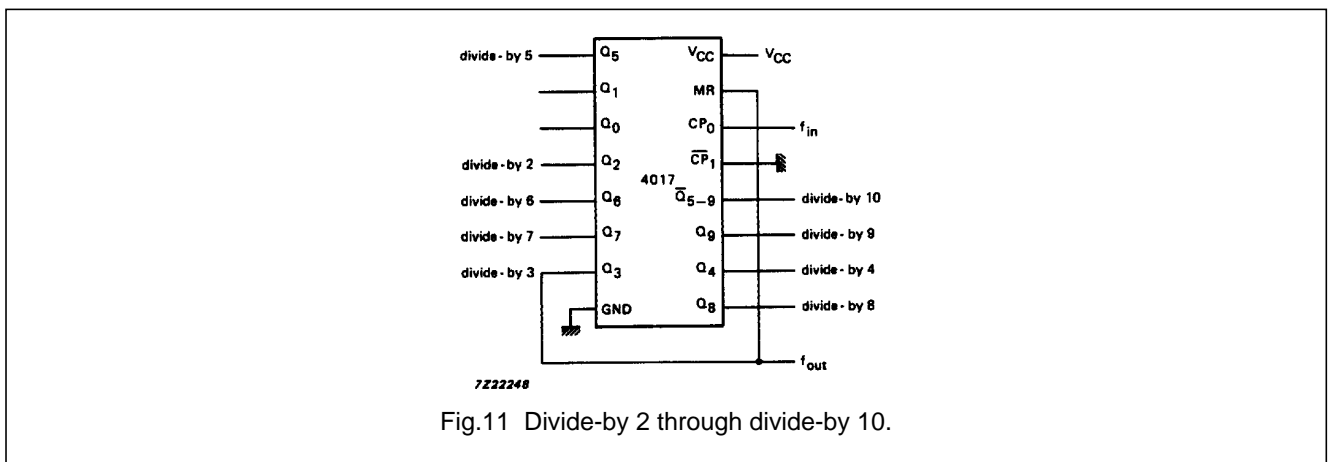 divide-by 5 Q5 VCC VCC
Q1 MR
Q0 CP0 fin
divide-by 2 Q2 C̅P̅1
4017
divide-by 6 Q6 Q̅5–9 divide-by 10
divide-by 7 Q7 Q9 divide-by 9
divide-by 3 Q3 Q4 divide-by 4
GND Q8 divide-by 8
fout
7Z22248
Fig.11 Divide-by 2 through divide-by 10.